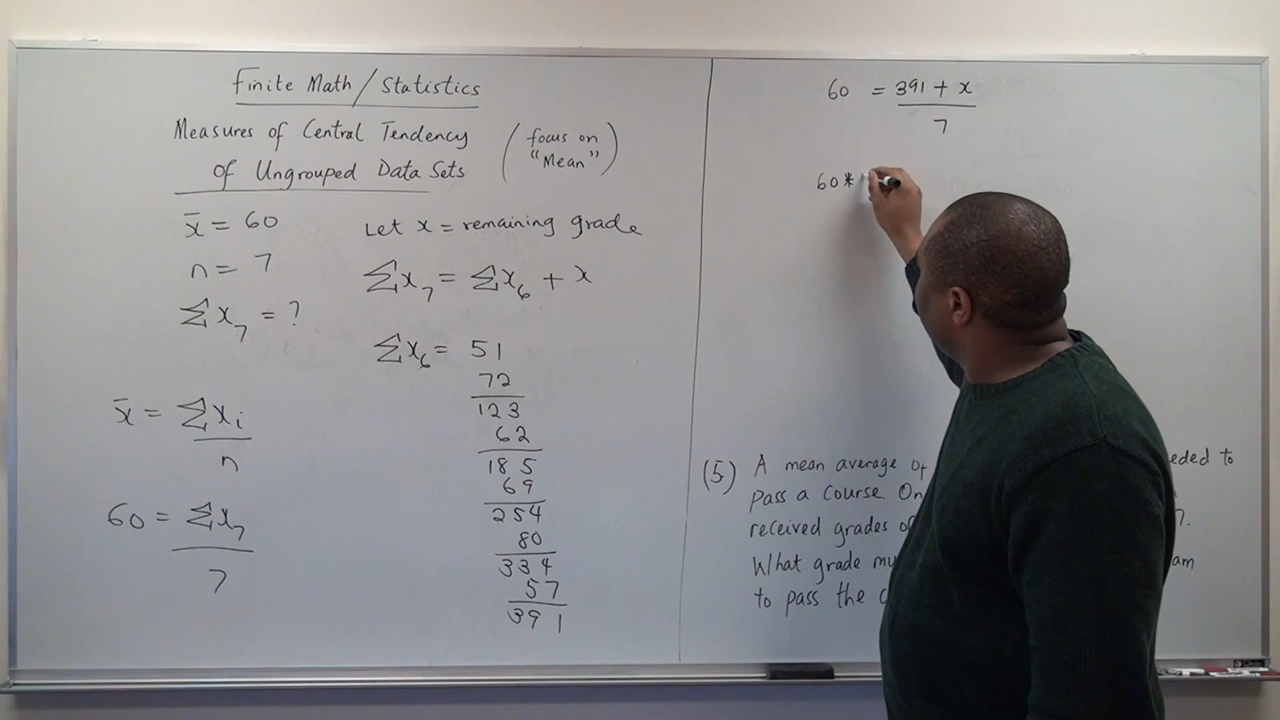 Finite Math / Statistics
Measures of Central Tendency
of Ungrouped Data Sets
(focus on
"Mean")
x̄ = 60
n = 7
Σx₇ = ?
x̄ = Σxᵢ
n
60 = Σx₇
7
Let x = remaining grade
Σx₇ = Σx₆ + x
Σx₆ = 51
72
123
62
185
69
254
80
334
57
391
60 = 391 + x
7
60*
(5) A mean average of to
pass a course. On
received grades of 7.
What grade
to pass the